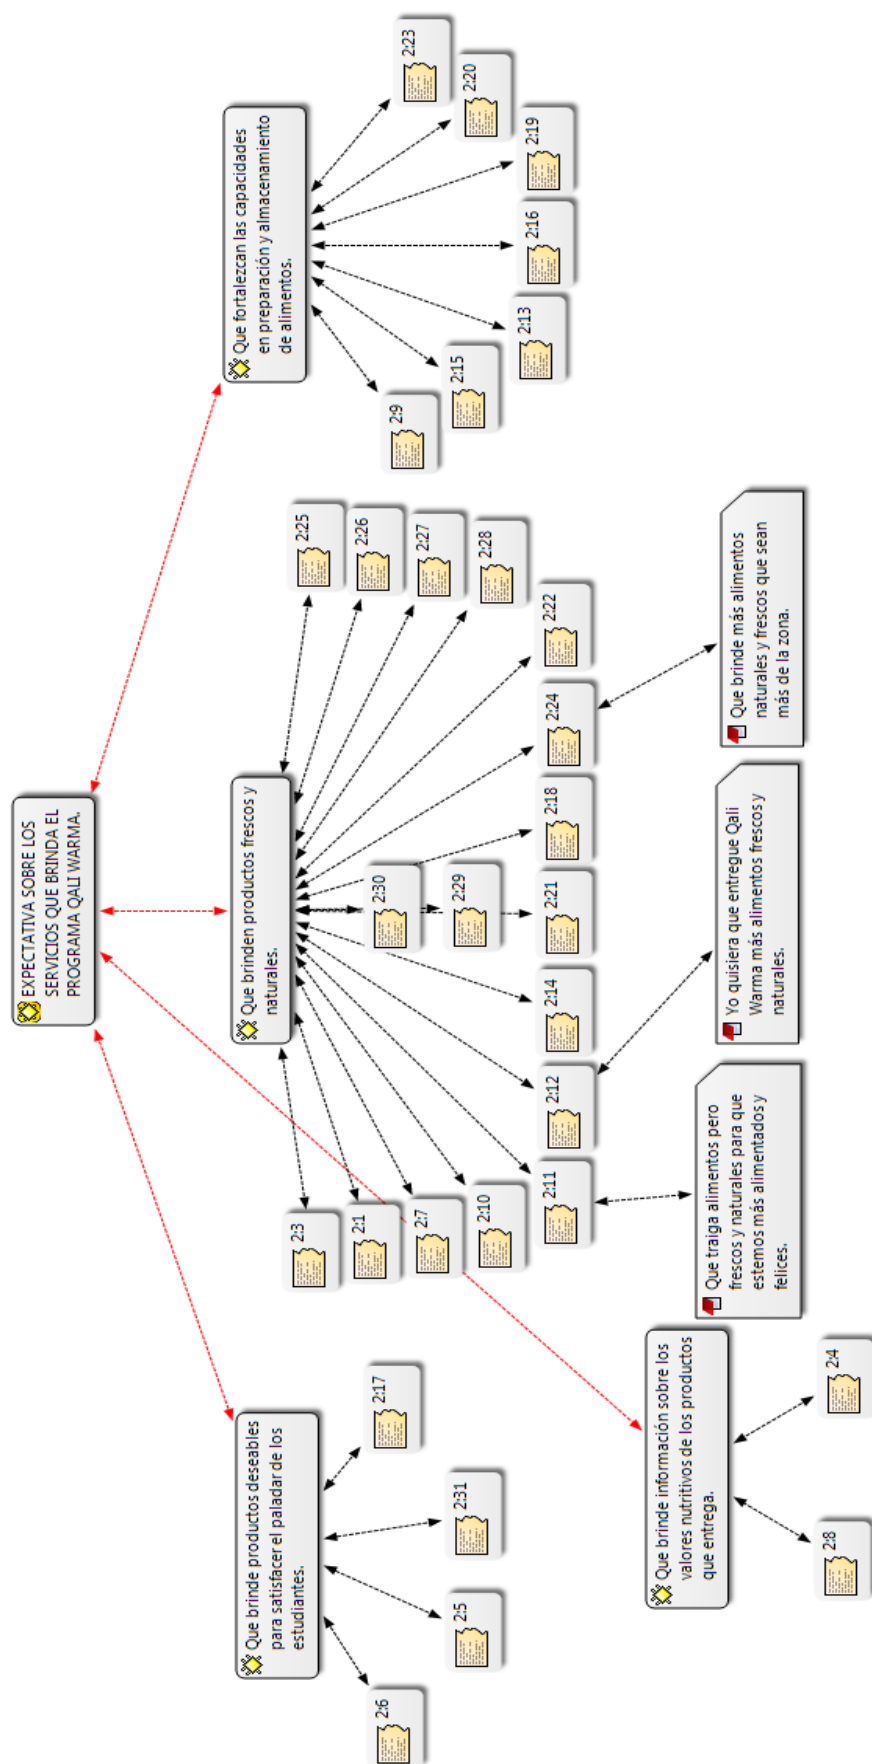 EXPECTATIVA SOBRE LOS
SERVICIOS QUE BRINDA EL
PROGRAMA QALI WARMA.
Que brinde productos deseables
para satisfacer el paladar de los
estudiantes.
2:6
2:5
2:31
2:17
Que brinden productos frescos y
naturales.
2:3
2:1
2:7
2:10
2:11
2:12
2:14
2:21
2:18
2:24
2:22
2:30
2:29
2:25
2:26
2:27
2:28
Que fortalezcan las capacidades
en preparación y almacenamiento
de alimentos.
2:9
2:15
2:13
2:16
2:19
2:20
2:23
Que brinde información sobre los
valores nutritivos de los productos
que entrega.
2:8
2:4
Que traiga alimentos pero
frescos y naturales para que
estemos más alimentados y
felices.
Yo quisiera que entregue Qali
Warma más alimentos frescos y
naturales.
Que brinde más alimentos
naturales y frescos que sean
más de la zona.